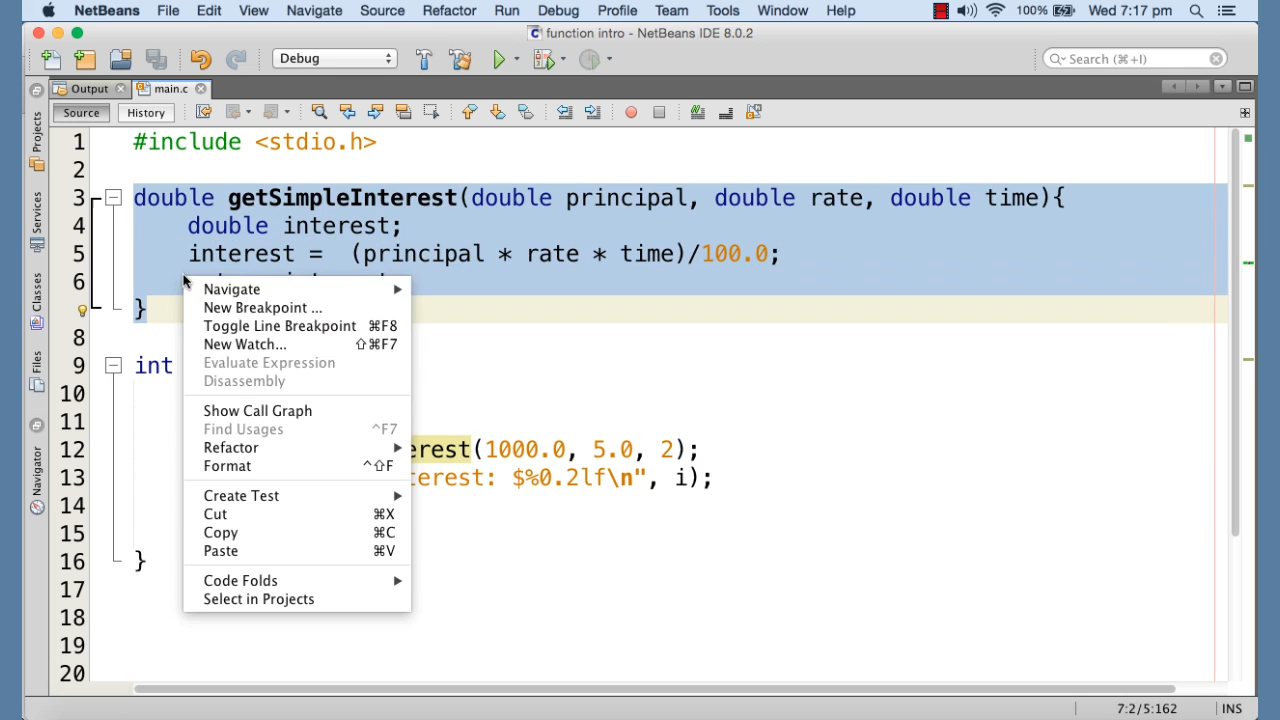 NetBeans File Edit View Navigate Source Refactor Run Debug Profile Team Tools Window Help 100% Wed 7:17 pm
function intro - NetBeans IDE 8.0.2
Debug Search (⌘+I)
Output main.c
Source History
Projects
Services
Classes
Files
Navigator
1 #include <stdio.h>
2
3 double getSimpleInterest(double principal, double rate, double time){
4 double interest;
5 interest = (principal * rate * time)/100.0;
6
}
8
9 int
10
11
12 erest(1000.0, 5.0, 2);
13 terest: $%0.2lf\n", i);
14
15
16 }
17
18
19
20
Navigate
New Breakpoint ...
Toggle Line Breakpoint ⌘F8
New Watch... ⇧⌘F7
Evaluate Expression
Disassembly
Show Call Graph
Find Usages ^F7
Refactor
Format ^⇧F
Create Test
Cut ⌘X
Copy ⌘C
Paste ⌘V
Code Folds
Select in Projects
7:2/5:162 INS